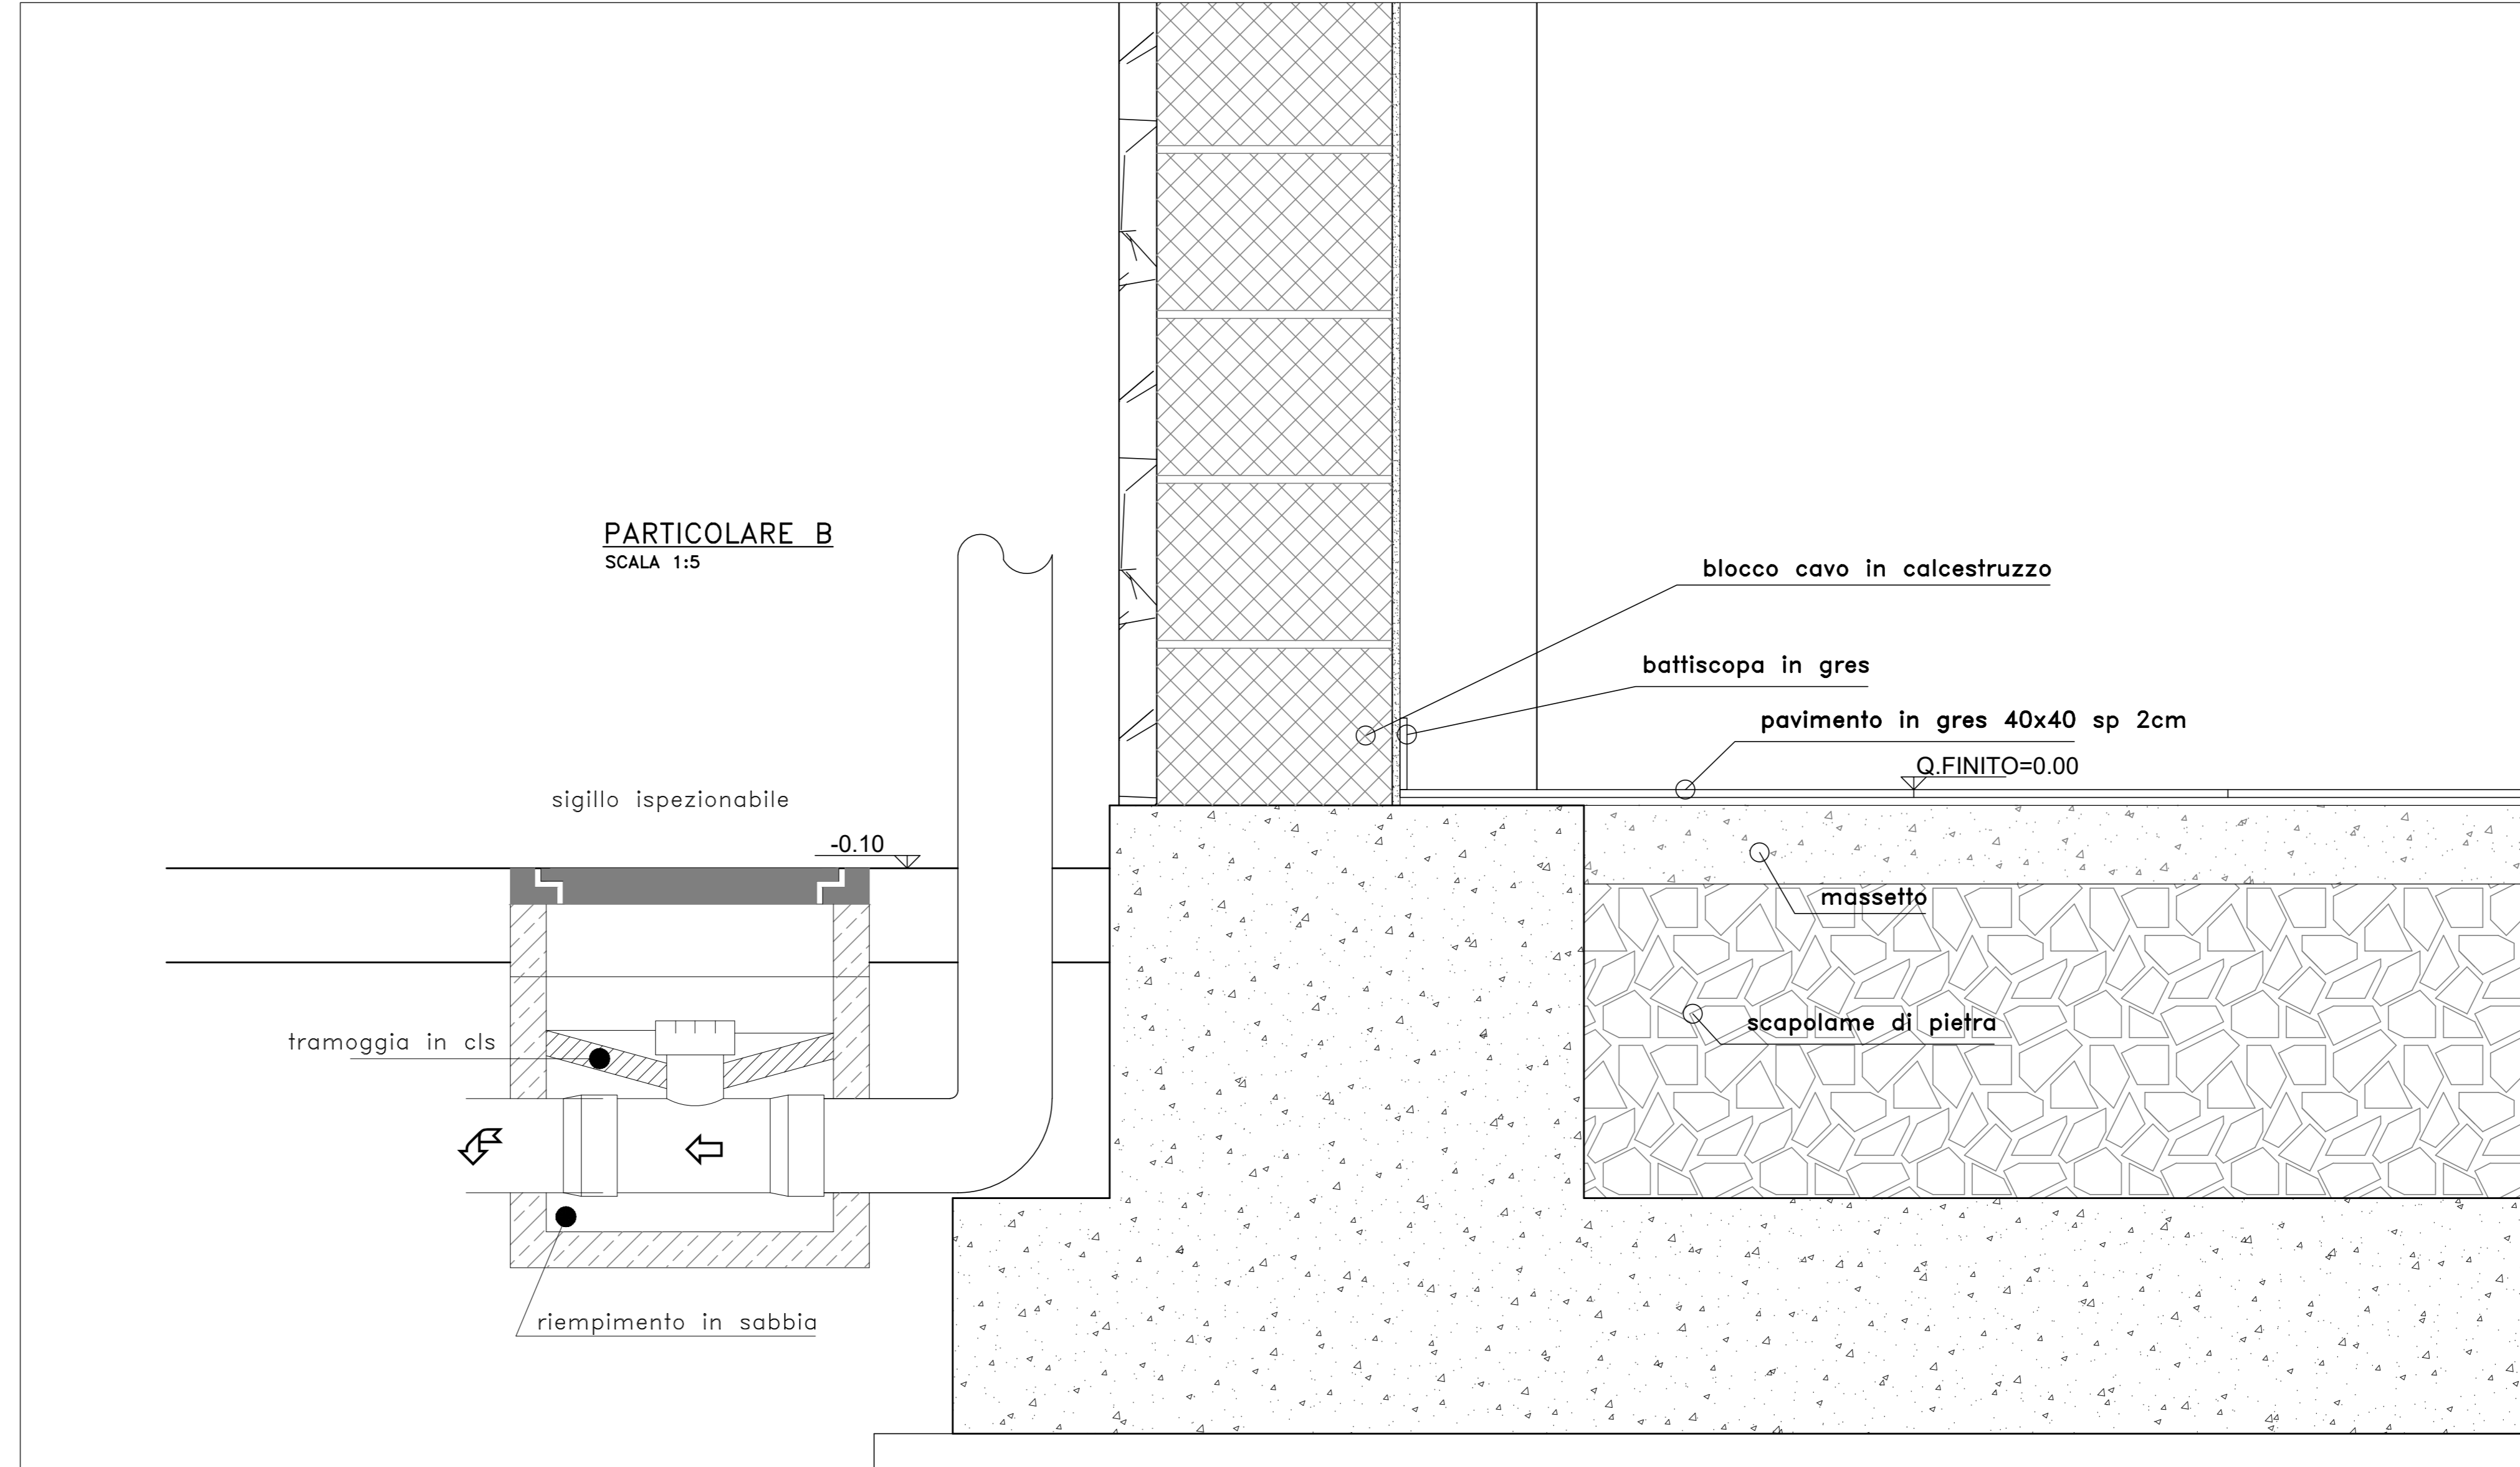 PARTICOLARE B
SCALA 1:5
blocco cavo in calcestruzzo
battiscopa in gres
pavimento in gres 40x40 sp 2cm
Q.FINITO=0.00
sigillo ispezionabile
-0.10
massetto
scapolame di pietra
tramoggia in cls
riempimento in sabbia